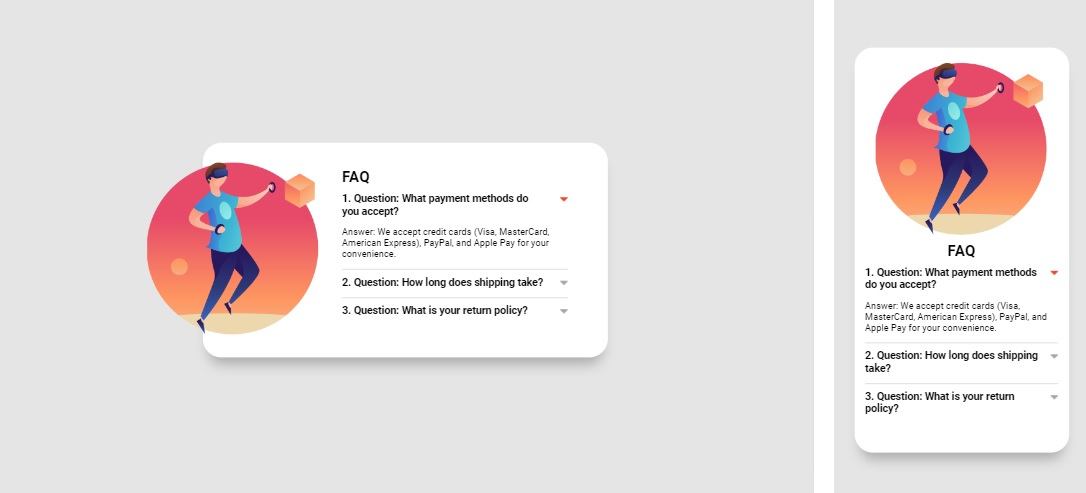 FAQ
1. Question: What payment methods do
you accept?
Answer: We accept credit cards (Visa, MasterCard,
American Express), PayPal, and Apple Pay for your
convenience.
2. Question: How long does shipping take?
3. Question: What is your return policy?
FAQ
1. Question: What payment methods
do you accept?
Answer: We accept credit cards (Visa,
MasterCard, American Express), PayPal, and
Apple Pay for your convenience.
2. Question: How long does shipping
take?
3. Question: What is your return
policy?